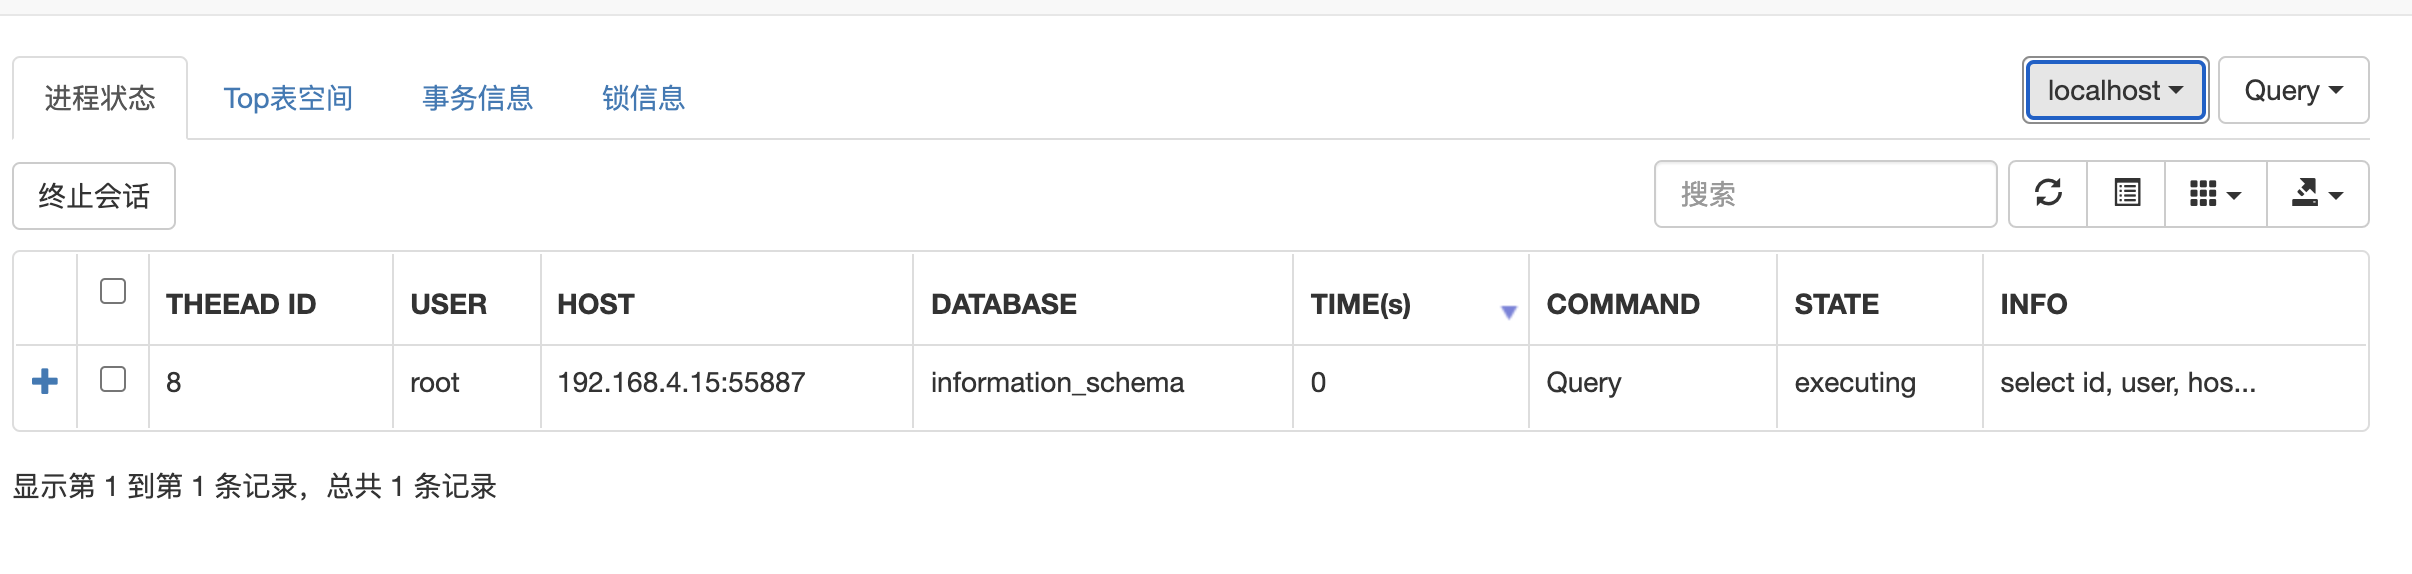 进程状态 Top表空间 事务信息 锁信息 localhost Query
终止会话 搜索
THEEAD ID USER HOST DATABASE TIME(s) COMMAND STATE INFO
8 root 192.168.4.15:55887 information_schema 0 Query executing select id, user, hos...
显示第 1 到第 1 条记录，总共 1 条记录